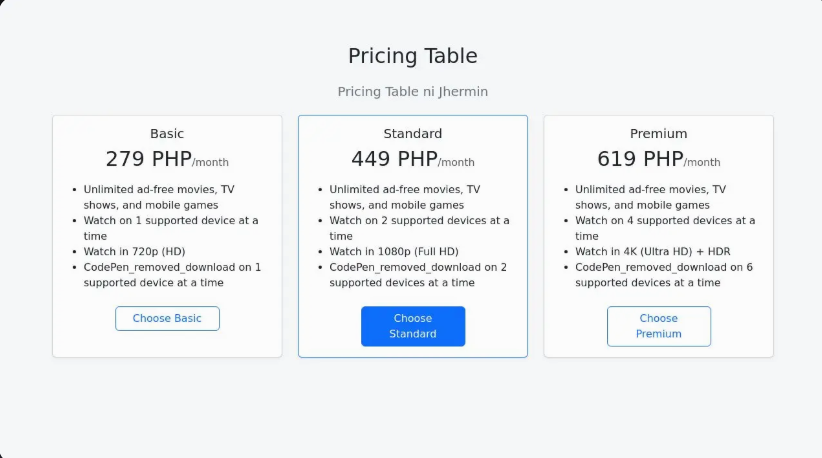 Pricing Table
Pricing Table ni Jhermin
Basic
279 PHP/month
• Unlimited ad-free movies, TV
shows, and mobile games
• Watch on 1 supported device at a
time
• Watch in 720p (HD)
• CodePen_removed_download on 1
supported device at a time
Choose Basic
Standard
449 PHP/month
• Unlimited ad-free movies, TV
shows, and mobile games
• Watch on 2 supported devices at a
time
• Watch in 1080p (Full HD)
• CodePen_removed_download on 2
supported devices at a time
Choose
Standard
Premium
619 PHP/month
• Unlimited ad-free movies, TV
shows, and mobile games
• Watch on 4 supported devices at a
time
• Watch in 4K (Ultra HD) + HDR
• CodePen_removed_download on 6
supported devices at a time
Choose
Premium